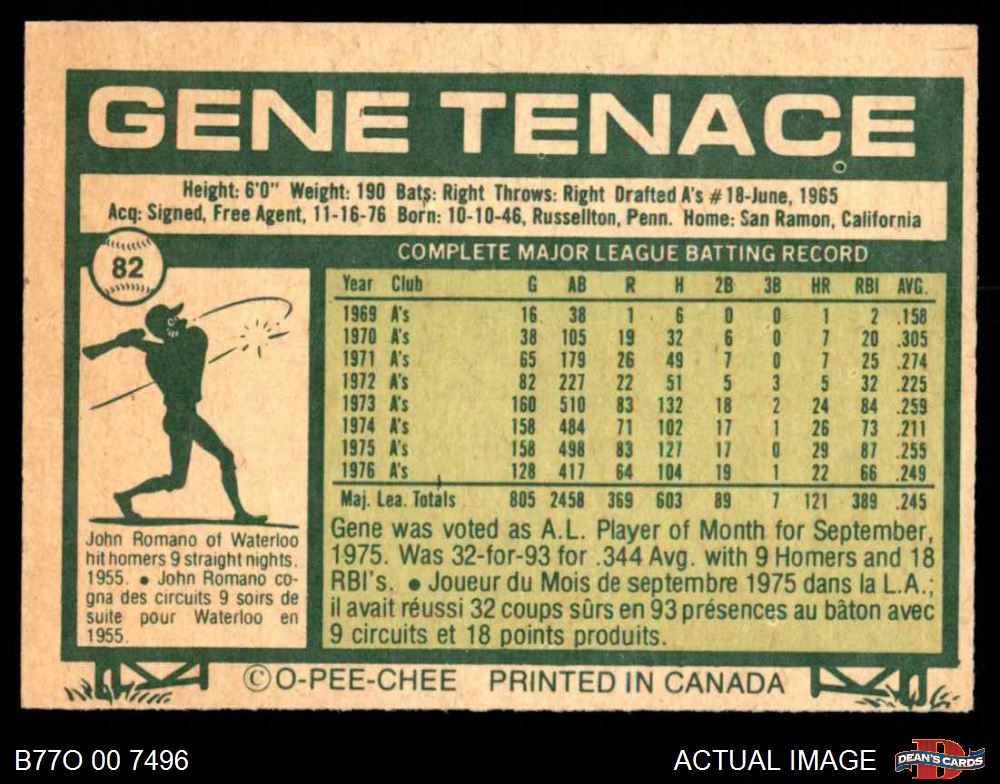 GENE TENACE
Height: 6'0" Weight: 190 Bats: Right Throws: Right Drafted A's #18-June, 1965
Acq: Signed, Free Agent, 11-16-76 Born: 10-10-46, Russellton, Penn. Home: San Ramon, California
82
COMPLETE MAJOR LEAGUE BATTING RECORD
Year Club G AB R H 2B 3B HR RBI AVG.
1969 A's 16 38 1 6 0 0 1 2 .158
1970 A's 38 105 19 32 6 0 7 20 .305
1971 A's 65 179 26 49 7 0 7 25 .274
1972 A's 82 227 22 51 5 3 5 32 .225
1973 A's 160 510 83 132 18 2 24 84 .259
1974 A's 158 484 71 102 17 1 26 73 .211
1975 A's 158 498 83 127 17 0 29 87 .255
1976 A's 128 417 64 104 19 1 22 66 .249
Maj. Lea. Totals 805 2458 369 603 89 7 121 389 .245
John Romano of Waterloo
hit homers 9 straight nights.
1955. ● John Romano co-
gna des circuits 9 soirs de
suite pour Waterloo en
1955.
Gene was voted as A.L. Player of Month for September,
1975. Was 32-for-93 for .344 Avg. with 9 Homers and 18
RBI's. ● Joueur du Mois de septembre 1975 dans la L.A.;
il avait réussi 32 coups sûrs en 93 présences au bâton avec
9 circuits et 18 points produits.
©O-PEE-CHEE PRINTED IN CANADA
B77O 00 7496
ACTUAL IMAGE
DEAN'S CARDS